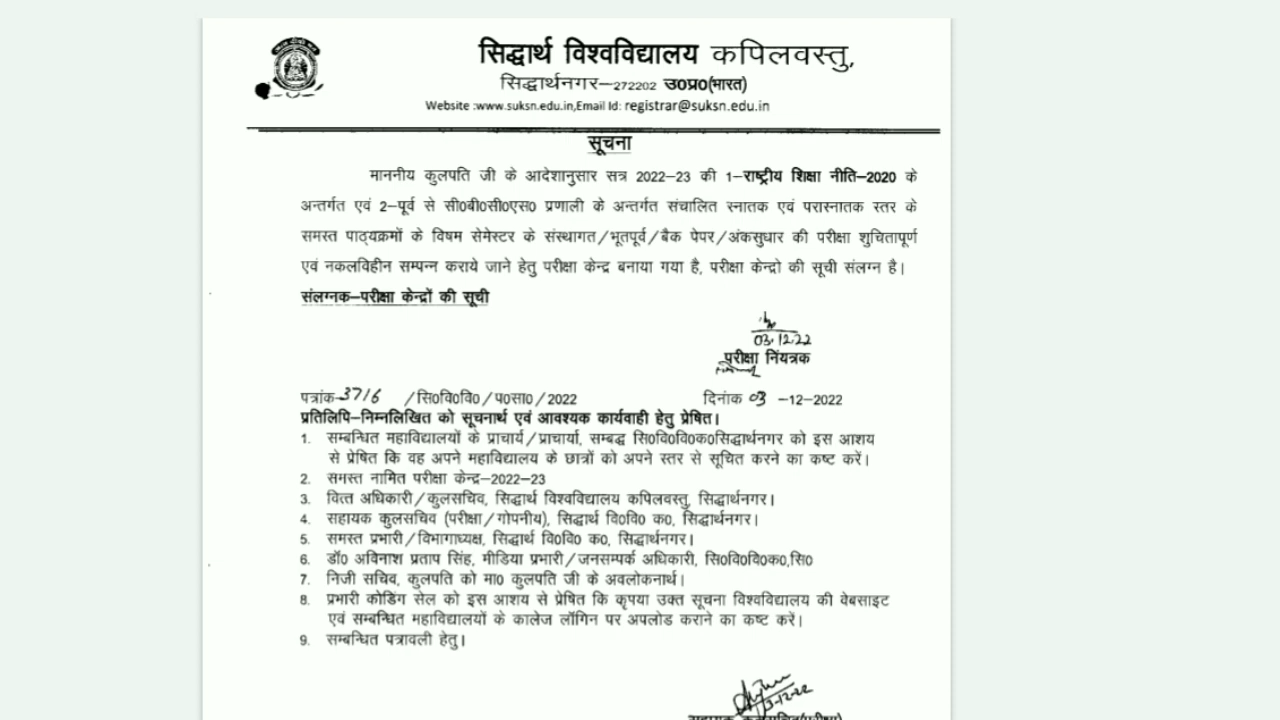 सिद्धार्थ विश्वविद्यालय कपिलवस्तु,
सिद्धार्थनगर–272202 उ0प्र0(भारत)
Website :www.suksn.edu.in,Email Id: registrar@suksn.edu.in
सूचना
माननीय कुलपति जी के आदेशानुसार सत्र 2022-23 की 1–राष्ट्रीय शिक्षा नीति–2020 के
अन्तर्गत एवं 2–पूर्व से सी0बी0सी0एस0 प्रणाली के अन्तर्गत संचालित स्नातक एवं परास्नातक स्तर के
समस्त पाठ्यक्रमों के विषम सेमेस्टर के संस्थागत/भूतपूर्व/बैक पेपर/अंकसुधार की परीक्षा शुचितापूर्ण
एवं नकलविहीन सम्पन्न कराये जाने हेतु परीक्षा केन्द्र बनाया गया है, परीक्षा केन्द्रो की सूची संलग्न है।
संलग्नक–परीक्षा केन्द्रों की सूची
03.12.22
परीक्षा नियंत्रक
पत्रांक-3716 /सि0वि0वि0/प0सा0/2022 दिनांक 03 -12-2022
प्रतिलिपि–निम्नलिखित को सूचनार्थ एवं आवश्यक कार्यवाही हेतु प्रेषित।
1. सम्बन्धित महाविद्यालयों के प्राचार्य/प्राचार्या, सम्बद्ध सि0वि0वि0क0सिद्धार्थनगर को इस आशय
से प्रेषित कि वह अपने महाविद्यालय के छात्रों को अपने स्तर से सूचित करने का कष्ट करें।
2. समस्त नामित परीक्षा केन्द्र–2022-23
3. वित्त अधिकारी/कुलसचिव, सिद्धार्थ विश्वविद्यालय कपिलवस्तु, सिद्धार्थनगर।
4. सहायक कुलसचिव (परीक्षा/गोपनीय), सिद्धार्थ वि0वि0 क0, सिद्धार्थनगर।
5. समस्त प्रभारी/विभागाध्यक्ष, सिद्धार्थ वि0वि0 क0, सिद्धार्थनगर।
6. डॉ0 अविनाश प्रताप सिंह, मीडिया प्रभारी/जनसम्पर्क अधिकारी, सि0वि0वि0क0,सि0
7. निजी सचिव, कुलपति को मा0 कुलपति जी के अवलोकनार्थ।
8. प्रभारी कोडिंग सेल को इस आशय से प्रेषित कि कृपया उक्त सूचना विश्वविद्यालय की वेबसाइट
एवं सम्बन्धित महाविद्यालयों के कालेज लॉगिन पर अपलोड कराने का कष्ट करें।
9. सम्बन्धित पत्रावली हेतु।
सहायक कुलसचिव(परीक्षा)